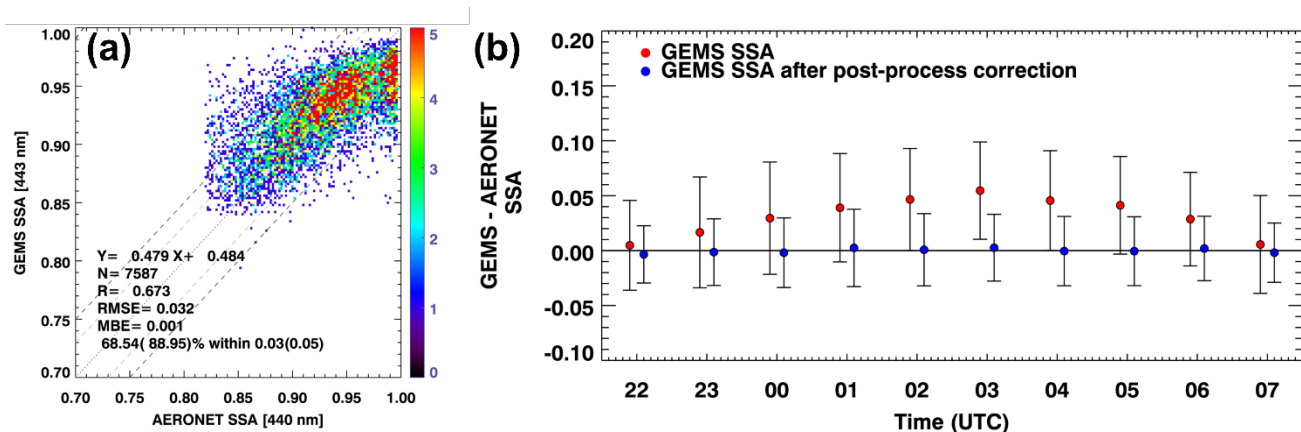 (a)
1.00
0.95
0.90
0.85
0.80
0.75
0.70
GEMS SSA [443 nm]
Y= 0.479 X+ 0.484
N= 7587
R= 0.673
RMSE= 0.032
MBE= 0.001
68.54( 88.95)% within 0.03(0.05)
0.70 0.75 0.80 0.85 0.90 0.95 1.00
AERONET SSA [440 nm]
5
4
3
2
1
0
(b)
0.20
0.15
0.10
0.05
0.00
-0.05
-0.10
GEMS - AERONET
SSA
GEMS SSA
GEMS SSA after post-process correction
22 23 00 01 02 03 04 05 06 07
Time (UTC)